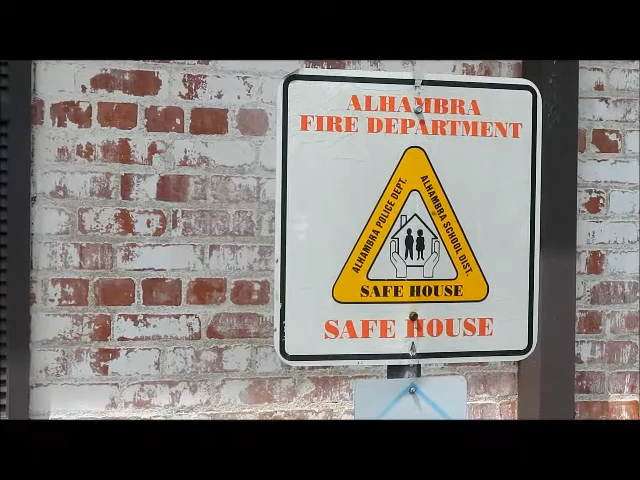 ALHAMBRA
FIRE DEPARTMENT
ALHAMBRA POLICE DEPT.
ALHAMBRA SCHOOL DIST.
SAFE HOUSE
SAFE HOUSE